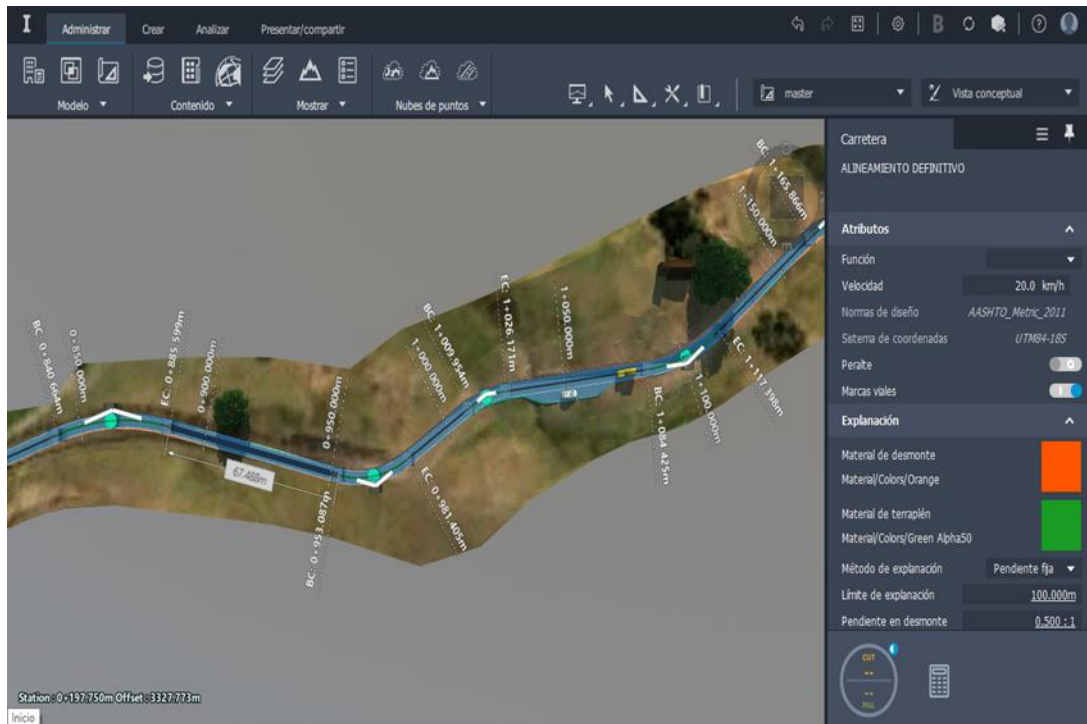 I
Administrar
Crear
Analizar
Presentar/compartir
B
?
Modelo
Contenido
Mostrar
Nubes de puntos
master
Vista conceptual
Carretera
ALINEAMIENTO DEFINITIVO
Atributos
Función
Velocidad 20.0 km/h
Normas de diseño AASHTO_Metric_2011
Sistema de coordenadas UTM84-18S
Peralte
Marcas viales
Explanación
Material de desmonte
Material/Colors/Orange
Material de terraplén
Material/Colors/Green Alpha50
Método de explanación Pendiente fija
Límite de explanación 100.000m
Pendiente en desmonte 0.500 : 1
CUT
--
--
FILL
BC: 0+840.664m
0+850.000m
EC: 0+885.599m
0+900.000m
67.488m
0+950.000m
BC: 0+953.087m
EC: 0+981.405m
1+000.000m
BC: 1+009.954m
EC: 1+026.171m
1+050.000m
BC: 1+084.425m
1+100.000m
EC: 1+117.398m
1+150.000m
BC: 1+165.866m
E
Station : 0+197.750m Offset : 3327.773m
Inicio